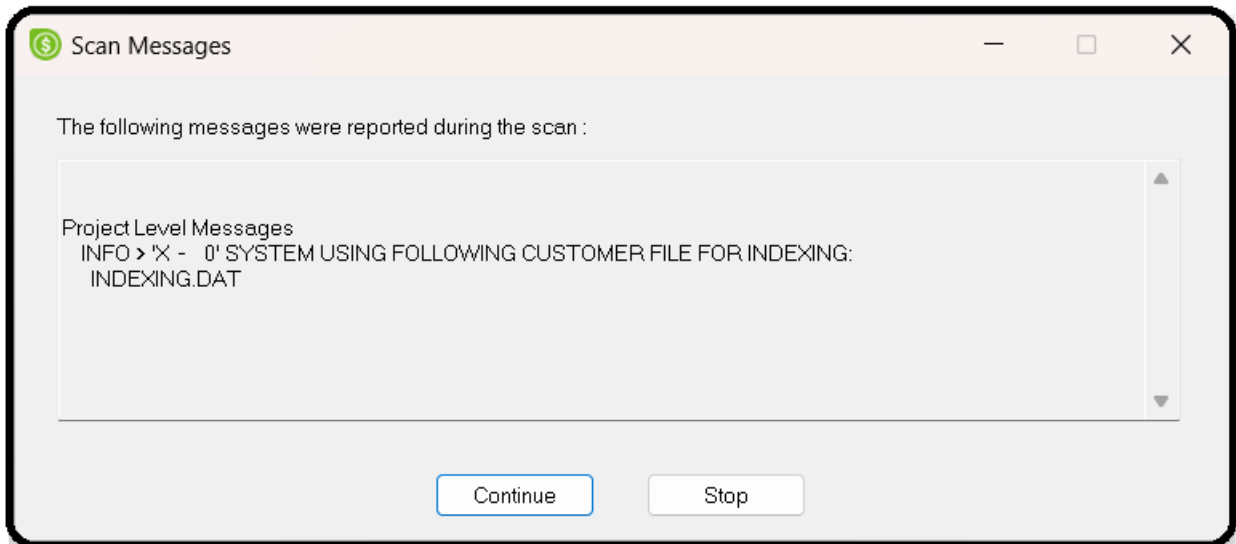 Scan Messages
The following messages were reported during the scan :
Project Level Messages
INFO > 'X -   0' SYSTEM USING FOLLOWING CUSTOMER FILE FOR INDEXING:
INDEXING.DAT
Continue Stop